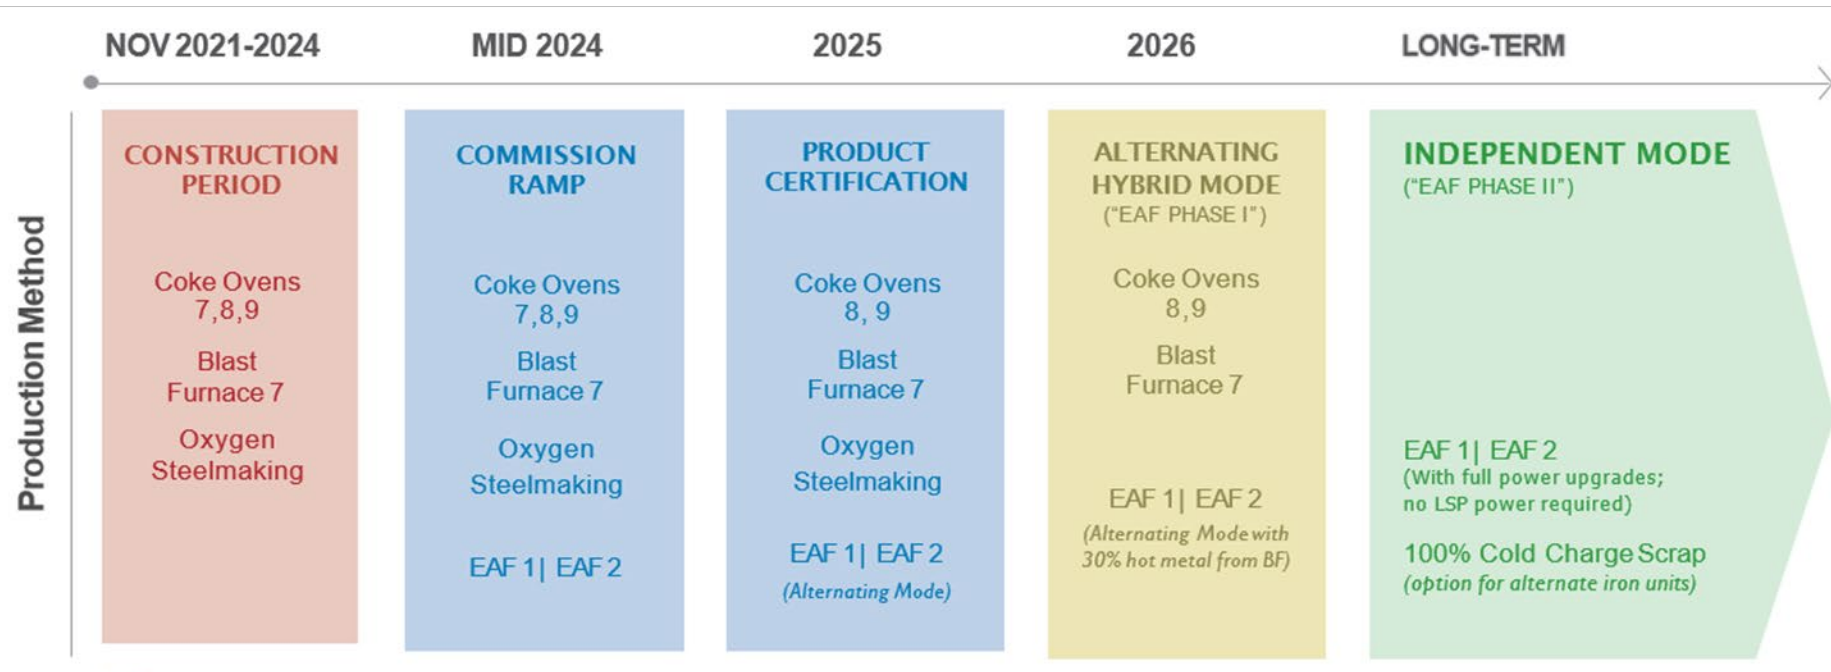 NOV 2021-2024
MID 2024
2025
2026
LONG-TERM
Production Method
CONSTRUCTION
PERIOD
Coke Ovens
7,8,9
Blast
Furnace 7
Oxygen
Steelmaking
COMMISSION
RAMP
Coke Ovens
7,8,9
Blast
Furnace 7
Oxygen
Steelmaking
EAF 1| EAF 2
PRODUCT
CERTIFICATION
Coke Ovens
8, 9
Blast
Furnace 7
Oxygen
Steelmaking
EAF 1| EAF 2
(Alternating Mode)
ALTERNATING
HYBRID MODE
("EAF PHASE I")
Coke Ovens
8,9
Blast
Furnace 7
EAF 1| EAF 2
(Alternating Mode with
30% hot metal from BF)
INDEPENDENT MODE
("EAF PHASE II")
EAF 1| EAF 2
(With full power upgrades;
no LSP power required)
100% Cold Charge Scrap
(option for alternate iron units)